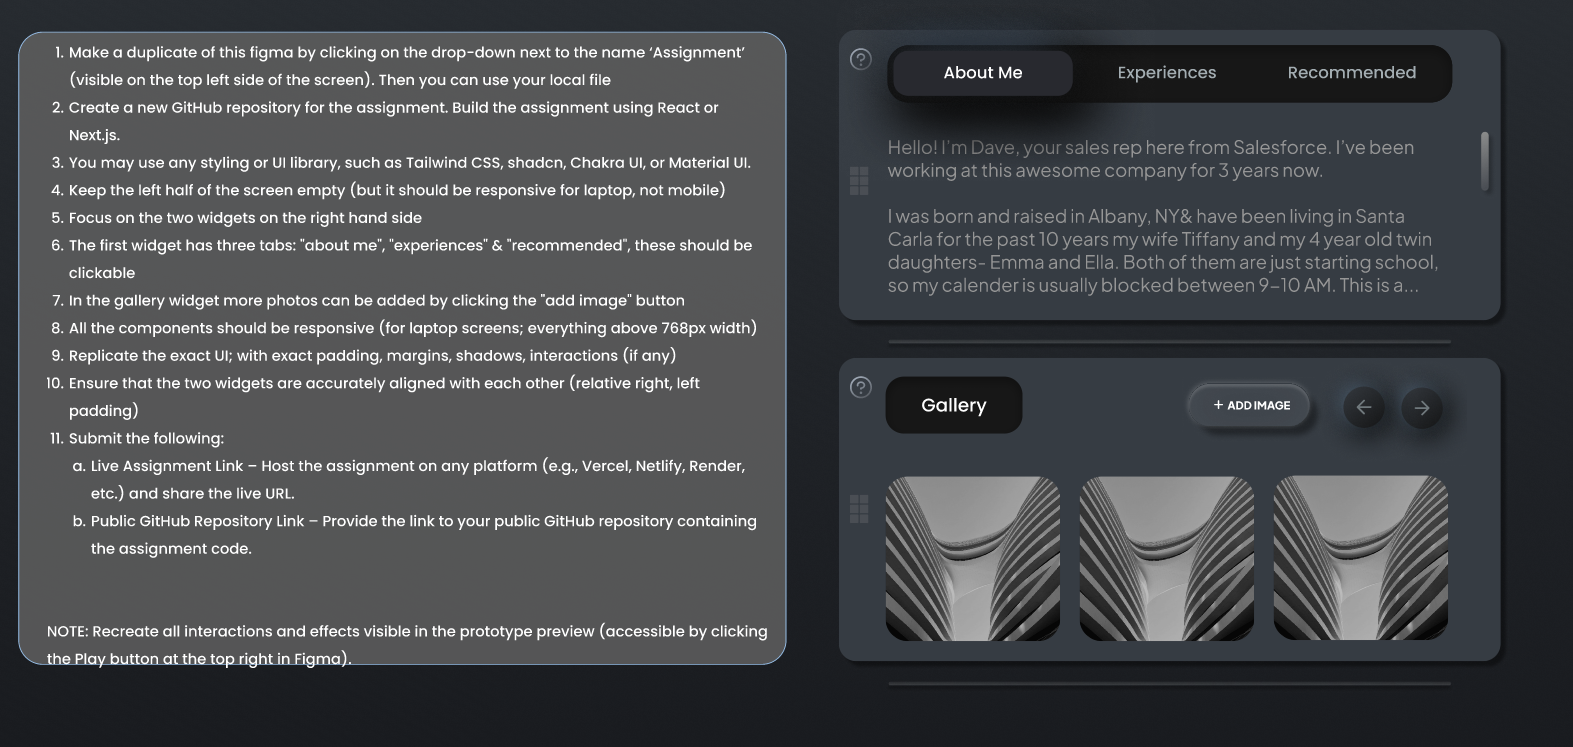 1. Make a duplicate of this figma by clicking on the drop-down next to the name ‘Assignment’
(visible on the top left side of the screen). Then you can use your local file
2. Create a new GitHub repository for the assignment. Build the assignment using React or
Next.js.
3. You may use any styling or UI library, such as Tailwind CSS, shadcn, Chakra UI, or Material UI.
4. Keep the left half of the screen empty (but it should be responsive for laptop, not mobile)
5. Focus on the two widgets on the right hand side
6. The first widget has three tabs: "about me", "experiences" & "recommended", these should be
clickable
7. In the gallery widget more photos can be added by clicking the "add image" button
8. All the components should be responsive (for laptop screens; everything above 768px width)
9. Replicate the exact UI; with exact padding, margins, shadows, interactions (if any)
10. Ensure that the two widgets are accurately aligned with each other (relative right, left
padding)
11. Submit the following:
a. Live Assignment Link – Host the assignment on any platform (e.g., Vercel, Netlify, Render,
etc.) and share the live URL.
b. Public GitHub Repository Link – Provide the link to your public GitHub repository containing
the assignment code.
NOTE: Recreate all interactions and effects visible in the prototype preview (accessible by clicking
the Play button at the top right in Figma).
?
About Me Experiences Recommended
Hello! I’m Dave, your sales rep here from Salesforce. I’ve been
working at this awesome company for 3 years now.
I was born and raised in Albany, NY& have been living in Santa
Carla for the past 10 years my wife Tiffany and my 4 year old twin
daughters- Emma and Ella. Both of them are just starting school,
so my calender is usually blocked between 9–10 AM. This is a...
?
Gallery + ADD IMAGE ← →